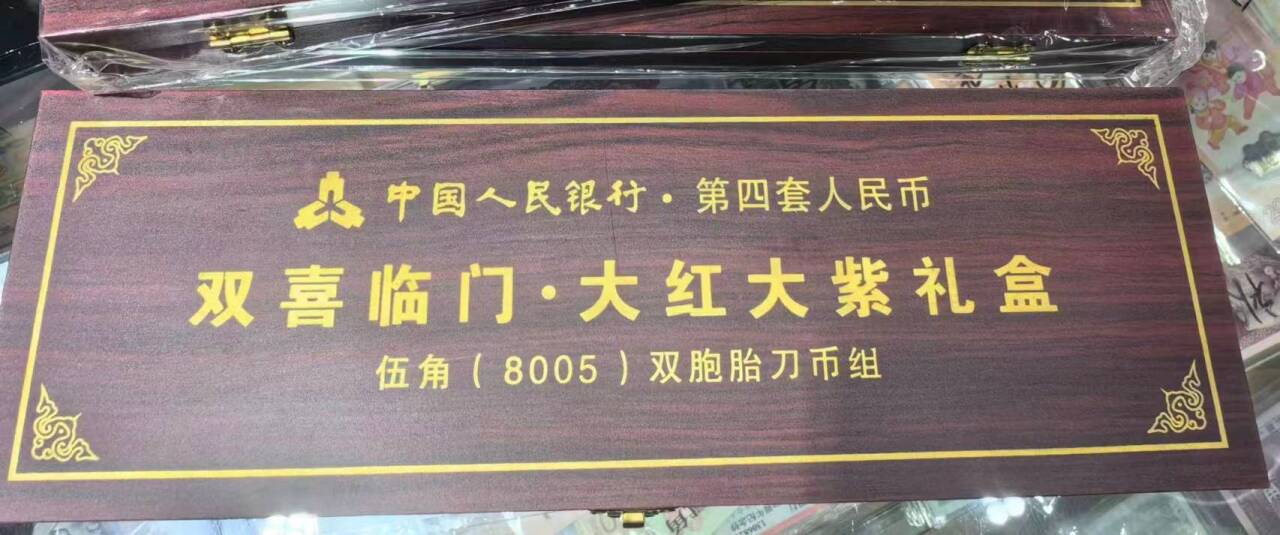 中国人民银行·第四套人民币
双喜临门·大红大紫礼盒
伍角(8005)双胞胎刀币组